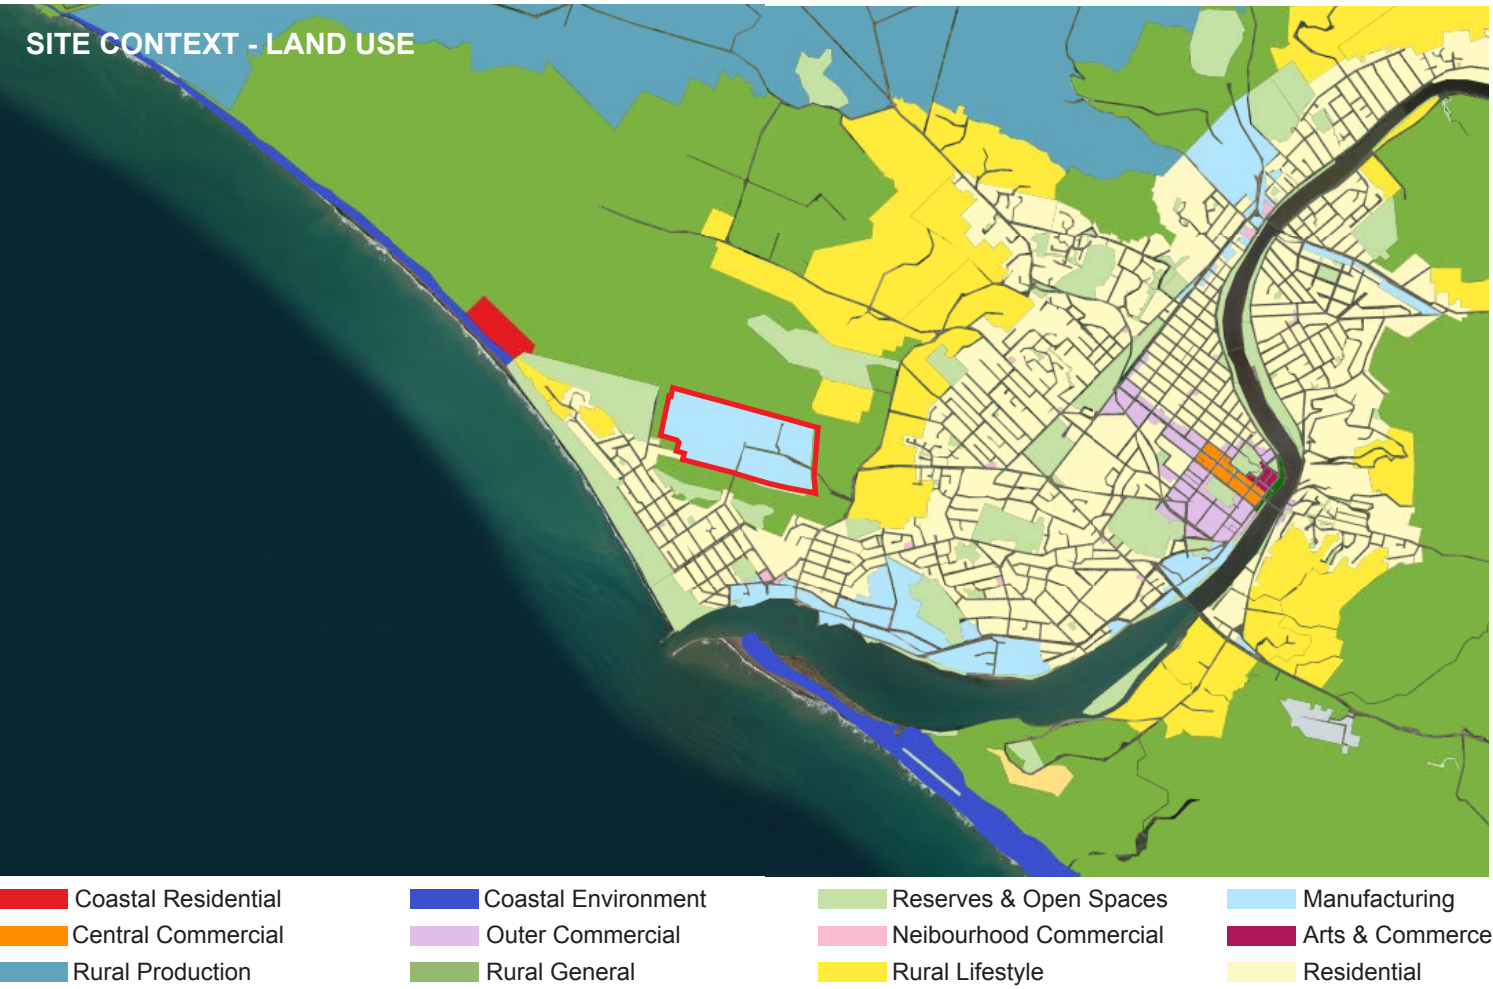 SITE CONTEXT - LAND USE
Coastal Residential
Coastal Environment
Reserves & Open Spaces
Manufacturing
Central Commercial
Outer Commercial
Neibourhood Commercial
Arts & Commerce
Rural Production
Rural General
Rural Lifestyle
Residential